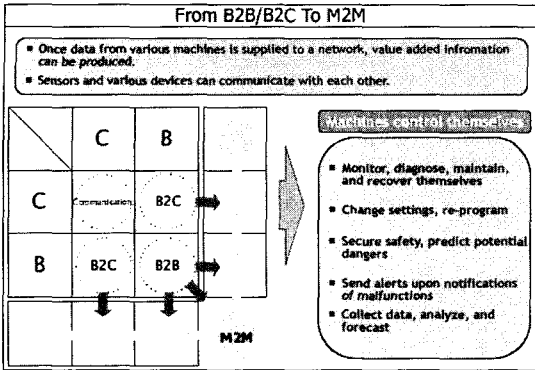 From B2B/B2C To M2M
▪ Once data from various machines is supplied to a network, value added infromation
can be produced.
▪ Sensors and various devices can communicate with each other.
C B
C Communication B2C
B B2C B2B
M2M
Machines control themselves
▪ Monitor, diagnose, maintain,
and recover themselves
▪ Change settings, re-program
▪ Secure safety, predict potential
dangers
▪ Send alerts upon notifications
of malfunctions
▪ Collect data, analyze, and
forecast